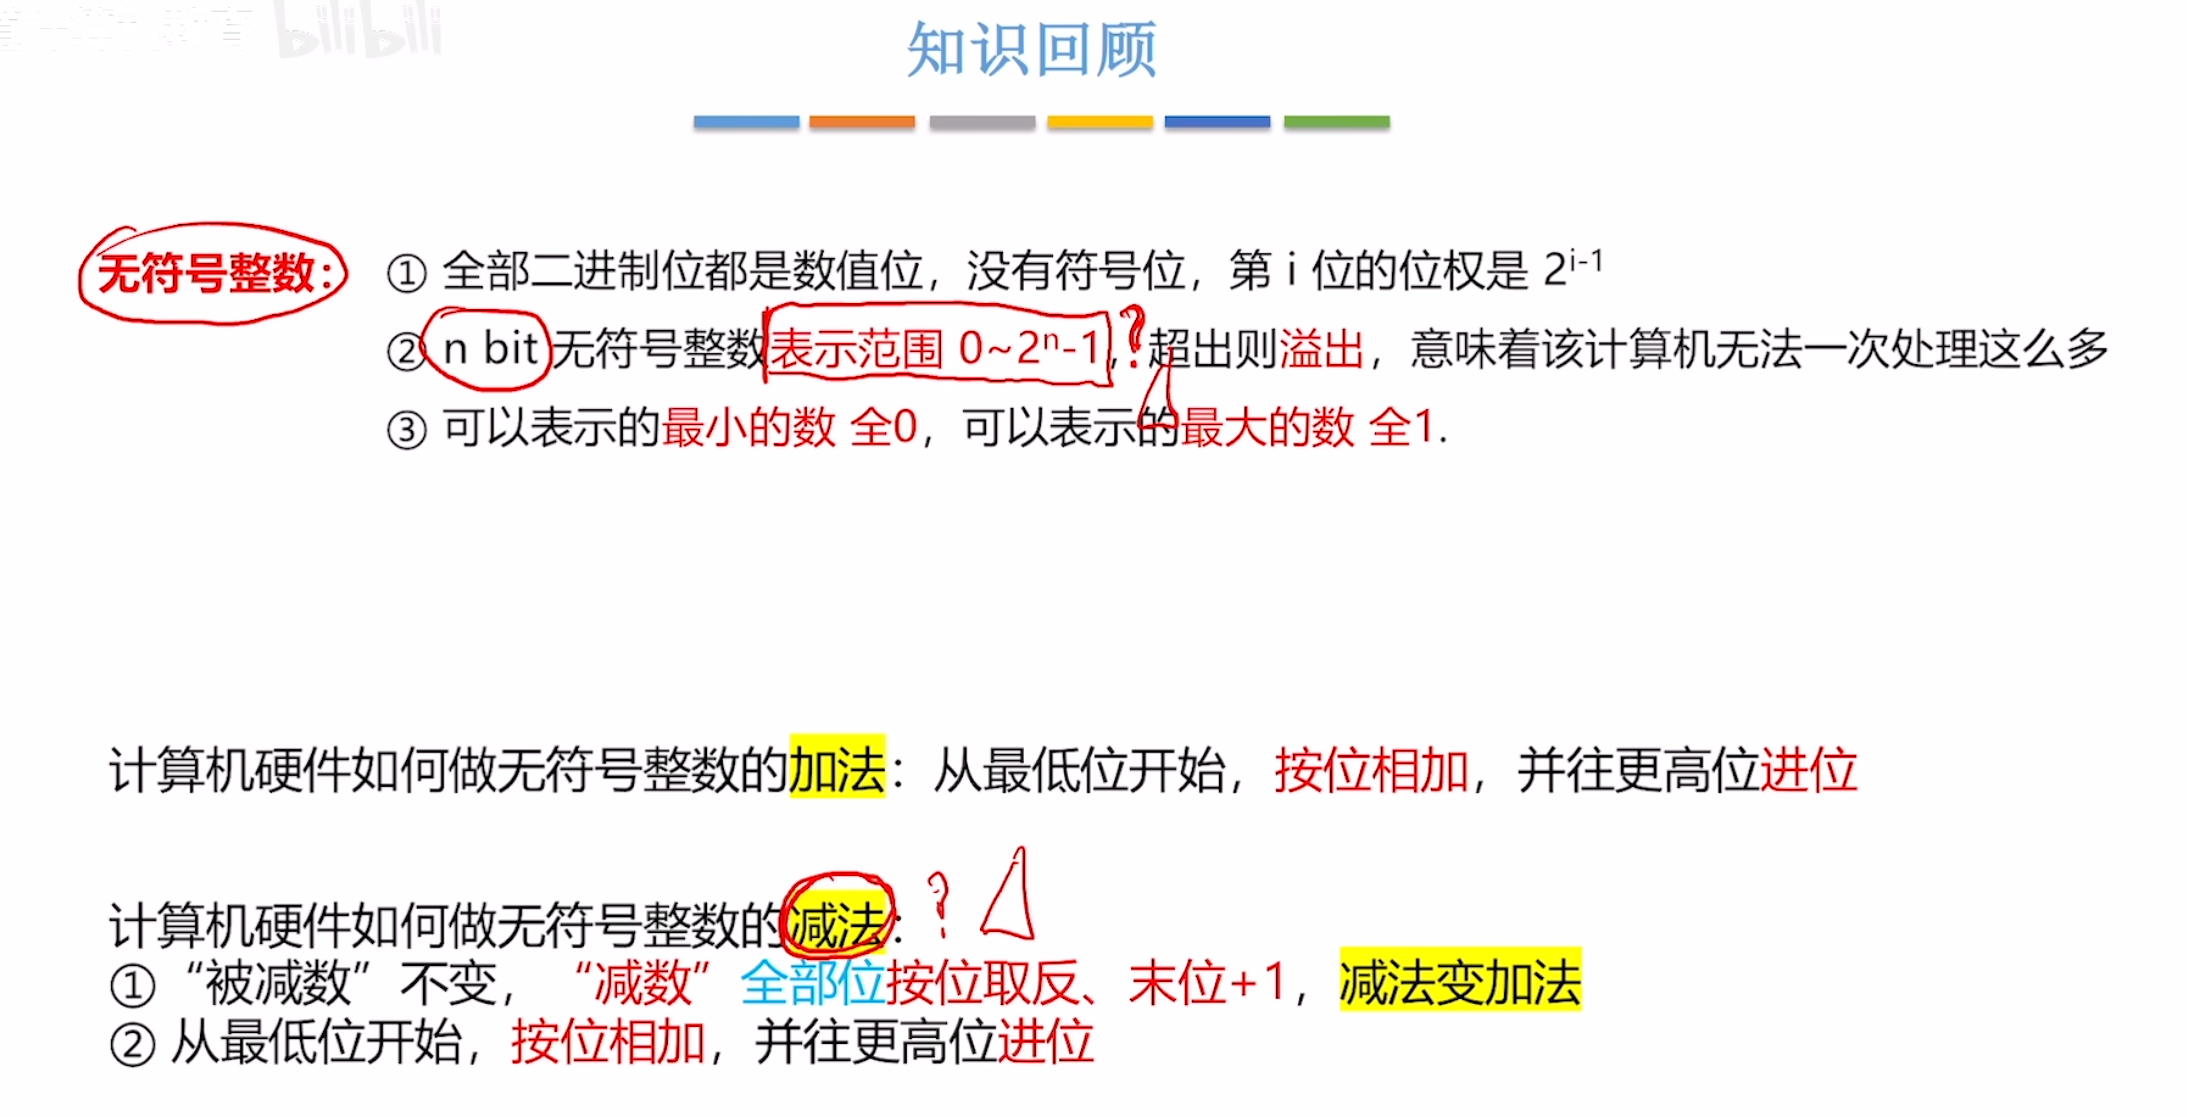 bilibili
知识回顾
无符号整数：
① 全部二进制位都是数值位，没有符号位，第 i 位的位权是 2^{i-1}
② n bit 无符号整数表示范围 0~2^n-1，? 超出则溢出，意味着该计算机无法一次处理这么多
③ 可以表示的最小的数 全0，可以表示的最大的数 全1.
计算机硬件如何做无符号整数的加法：从最低位开始，按位相加，并往更高位进位
计算机硬件如何做无符号整数的减法：?
① “被减数” 不变， “减数” 全部位按位取反、末位+1，减法变加法
② 从最低位开始，按位相加，并往更高位进位